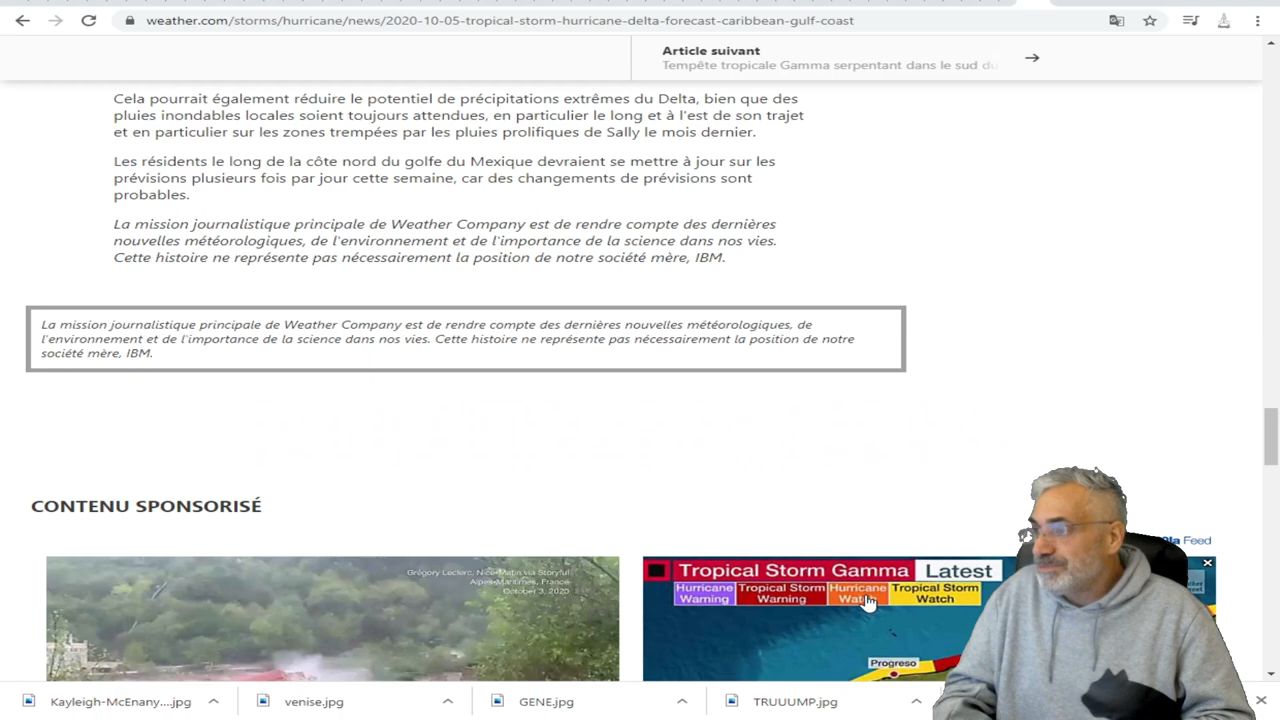 weather.com/storms/hurricane/news/2020-10-05-tropical-storm-hurricane-delta-forecast-caribbean-gulf-coast
Article suivant
Tempête tropicale Gamma serpentant dans le sud du
Cela pourrait également réduire le potentiel de précipitations extrêmes du Delta, bien que des
pluies inondables locales soient toujours attendues, en particulier le long et à l'est de son trajet
et en particulier sur les zones trempées par les pluies prolifiques de Sally le mois dernier.
Les résidents le long de la côte nord du golfe du Mexique devraient se mettre à jour sur les
prévisions plusieurs fois par jour cette semaine, car des changements de prévisions sont
probables.
La mission journalistique principale de Weather Company est de rendre compte des dernières
nouvelles météorologiques, de l'environnement et de l'importance de la science dans nos vies.
Cette histoire ne représente pas nécessairement la position de notre société mère, IBM.
La mission journalistique principale de Weather Company est de rendre compte des dernières nouvelles météorologiques, de
l'environnement et de l'importance de la science dans nos vies. Cette histoire ne représente pas nécessairement la position de notre
société mère, IBM.
CONTENU SPONSORISÉ
Feed
Grégory Leclerc, Nice-Matin via Storyful
Alpes-Maritimes, France
October 3, 2020
Tropical Storm Gamma Latest
Hurricane Warning
Tropical Storm Warning
Hurricane Watch
Tropical Storm Watch
Progreso
Kayleigh-McEnany....jpg
venise.jpg
GENE.jpg
TRUUUMP.jpg